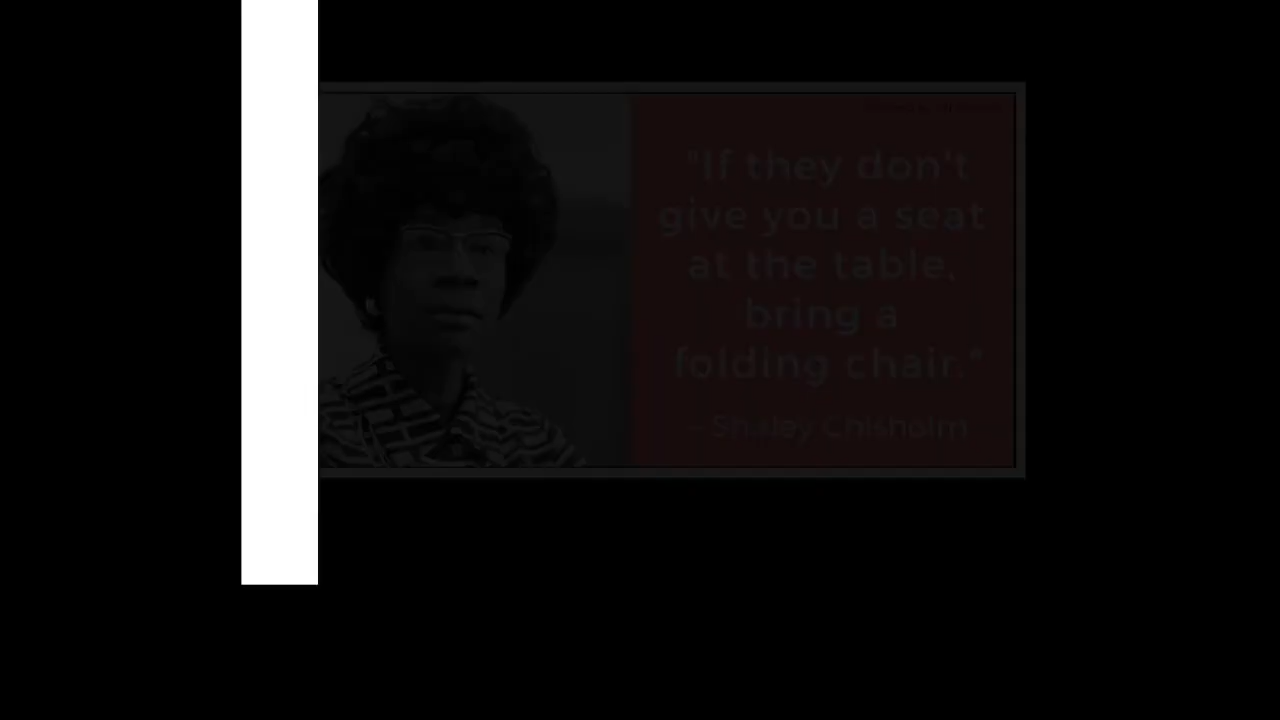 "If they don't
give you a seat
at the table,
bring a
folding chair."
- Shirley Chisholm